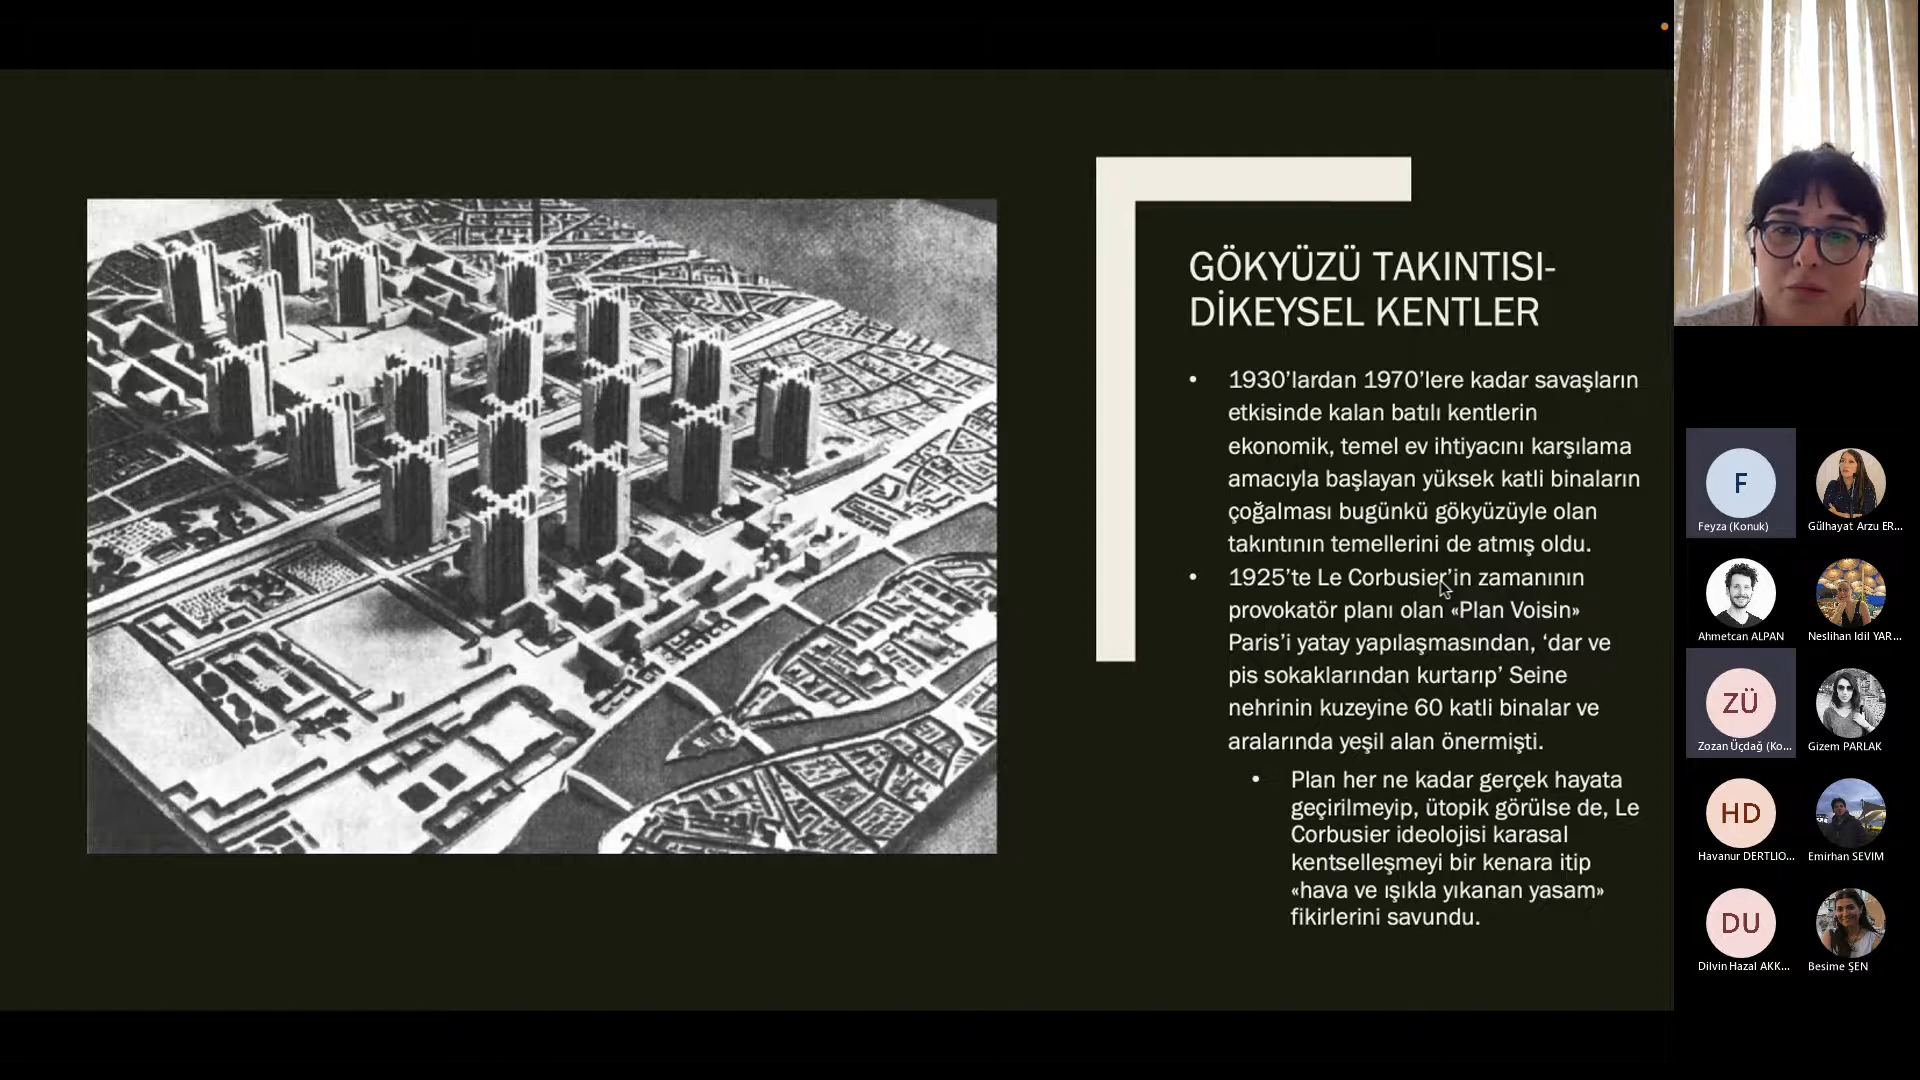 GÖKYÜZÜ TAKINTISI-
DİKEYSEL KENTLER
• 1930’lardan 1970’lere kadar savaşların
etkisinde kalan batılı kentlerin
ekonomik, temel ev ihtiyacını karşılama
amacıyla başlayan yüksek katli binaların
çoğalması bugünkü gökyüzüyle olan
takıntının temellerini de atmış oldu.
• 1925’te Le Corbusier’in zamanının
provokatör planı olan «Plan Voisin»
Paris’i yatay yapılaşmasından, ‘dar ve
pis sokaklarından kurtarıp’ Seine
nehrinin kuzeyine 60 katli binalar ve
aralarında yeşil alan önermişti.
• Plan her ne kadar gerçek hayata
geçirilmeyip, ütopik görülse de, Le
Corbusier ideolojisi karasal
kentselleşmeyi bir kenara itip
«hava ve ışıkla yıkanan yasam»
fikirlerini savundu.
F
Feyza (Konuk)
Gülhayat Arzu ER...
Ahmetcan ALPAN
Neslihan Idil YAR...
ZÜ
Zozan Üçdağ (Ko...
Gizem PARLAK
HD
Havanur DERTLIO...
Emirhan SEVIM
DU
Dilvin Hazal AKK...
Besime ŞEN